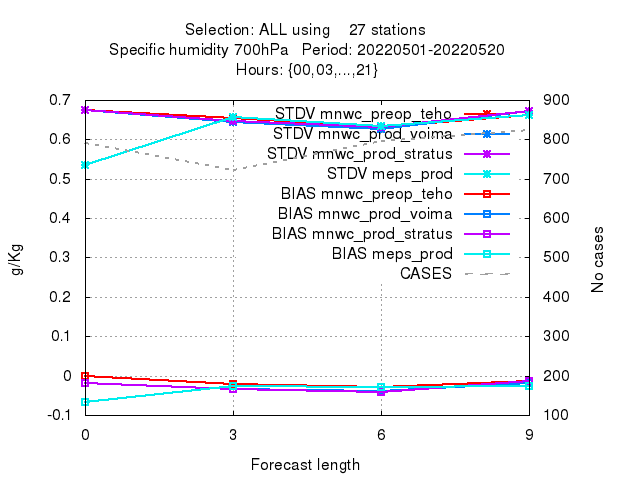 Selection: ALL using    27 stations
Specific humidity 700hPa   Period: 20220501-20220520
Hours: {00,03,...,21}
0.7
0.6
0.5
0.4
0.3
0.2
0.1
0
-0.1
g/Kg
STDV mnwc_preop_teho
STDV mnwc_prod_voima
STDV mnwc_prod_stratus
STDV meps_prod
BIAS mnwc_preop_teho
BIAS mnwc_prod_voima
BIAS mnwc_prod_stratus
BIAS meps_prod
CASES
900
800
700
600
500
400
300
200
100
No cases
0 3 6 9
Forecast length